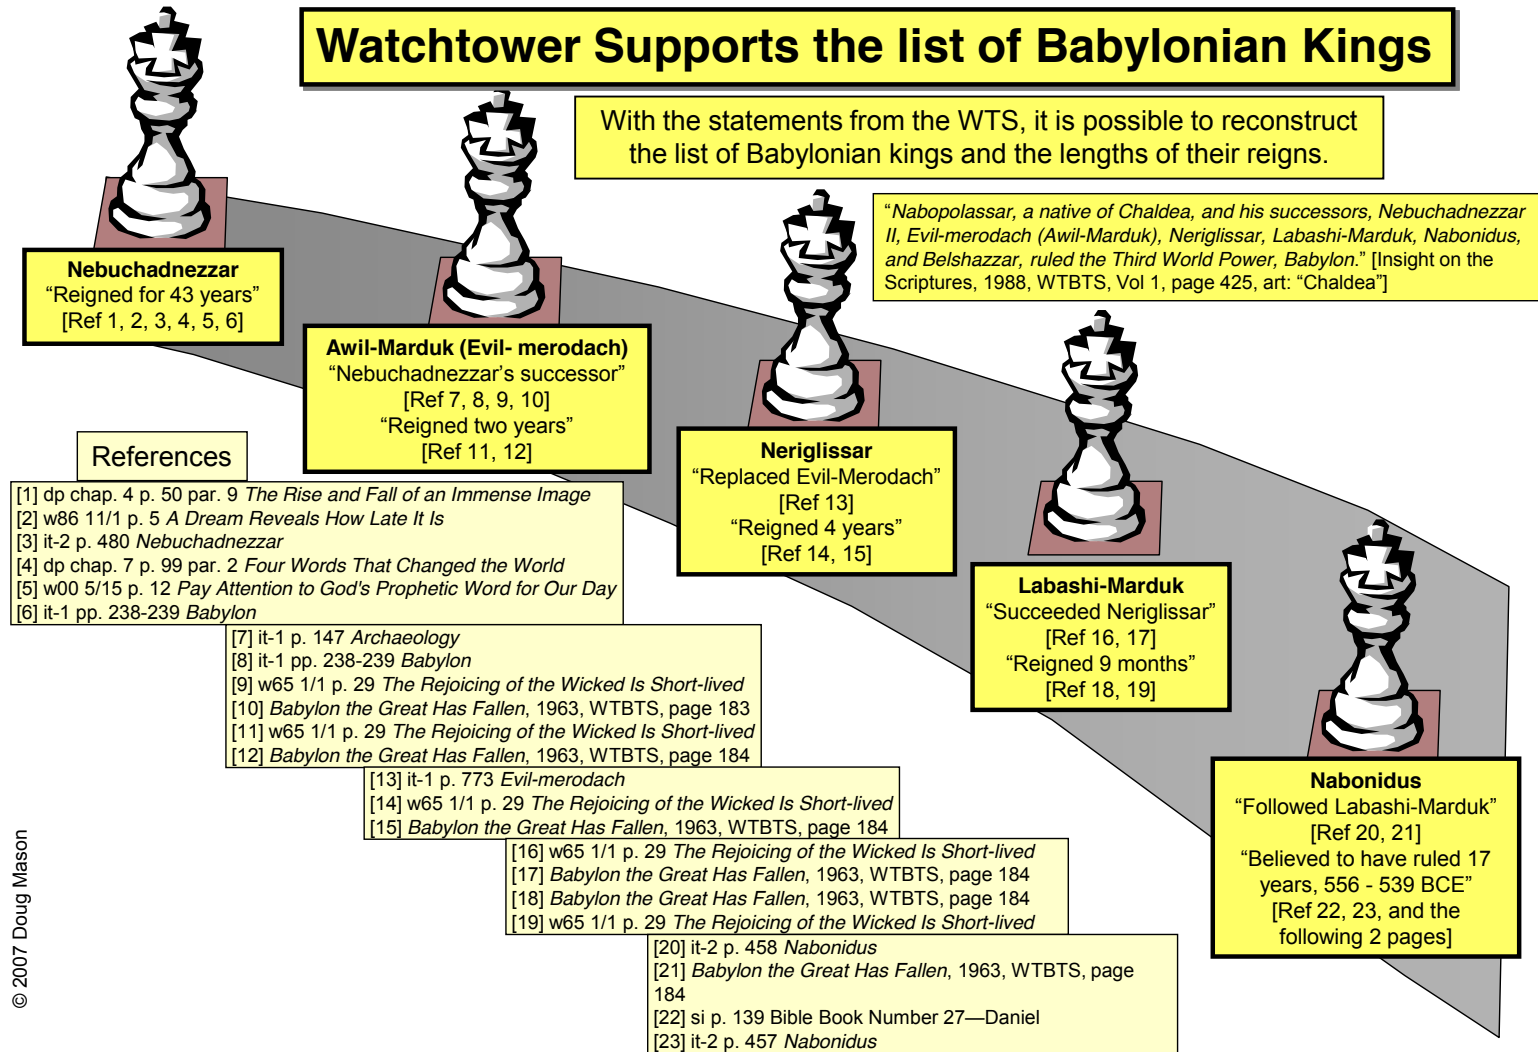 Watchtower Supports the list of Babylonian Kings
With the statements from the WTS, it is possible to reconstruct
the list of Babylonian kings and the lengths of their reigns.
“Nabopolassar, a native of Chaldea, and his successors, Nebuchadnezzar
II, Evil-merodach (Awil-Marduk), Neriglissar, Labashi-Marduk, Nabonidus,
and Belshazzar, ruled the Third World Power, Babylon.” [Insight on the
Scriptures, 1988, WTBTS, Vol 1, page 425, art: “Chaldea”]
Nebuchadnezzar
“Reigned for 43 years”
[Ref 1, 2, 3, 4, 5, 6]
Awil-Marduk (Evil- merodach)
“Nebuchadnezzar’s successor”
[Ref 7, 8, 9, 10]
“Reigned two years”
[Ref 11, 12]
Neriglissar
“Replaced Evil-Merodach”
[Ref 13]
“Reigned 4 years”
[Ref 14, 15]
Labashi-Marduk
“Succeeded Neriglissar”
[Ref 16, 17]
“Reigned 9 months”
[Ref 18, 19]
Nabonidus
“Followed Labashi-Marduk”
[Ref 20, 21]
“Believed to have ruled 17
years, 556 - 539 BCE”
[Ref 22, 23, and the
following 2 pages]
References
[1] dp chap. 4 p. 50 par. 9 The Rise and Fall of an Immense Image
[2] w86 11/1 p. 5 A Dream Reveals How Late It Is
[3] it-2 p. 480 Nebuchadnezzar
[4] dp chap. 7 p. 99 par. 2 Four Words That Changed the World
[5] w00 5/15 p. 12 Pay Attention to God's Prophetic Word for Our Day
[6] it-1 pp. 238-239 Babylon
[7] it-1 p. 147 Archaeology
[8] it-1 pp. 238-239 Babylon
[9] w65 1/1 p. 29 The Rejoicing of the Wicked Is Short-lived
[10] Babylon the Great Has Fallen, 1963, WTBTS, page 183
[11] w65 1/1 p. 29 The Rejoicing of the Wicked Is Short-lived
[12] Babylon the Great Has Fallen, 1963, WTBTS, page 184
[13] it-1 p. 773 Evil-merodach
[14] w65 1/1 p. 29 The Rejoicing of the Wicked Is Short-lived
[15] Babylon the Great Has Fallen, 1963, WTBTS, page 184
[16] w65 1/1 p. 29 The Rejoicing of the Wicked Is Short-lived
[17] Babylon the Great Has Fallen, 1963, WTBTS, page 184
[18] Babylon the Great Has Fallen, 1963, WTBTS, page 184
[19] w65 1/1 p. 29 The Rejoicing of the Wicked Is Short-lived
[20] it-2 p. 458 Nabonidus
[21] Babylon the Great Has Fallen, 1963, WTBTS, page
184
[22] si p. 139 Bible Book Number 27—Daniel
[23] it-2 p. 457 Nabonidus
© 2007 Doug Mason